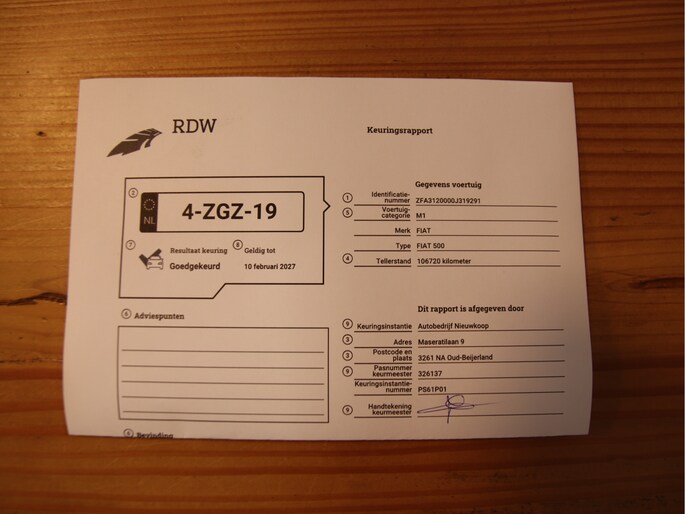 RDW
Keuringsrapport
2
NL
4-ZGZ-19
7
Resultaat keuring
Goedgekeurd
8
Geldig tot
10 februari 2027
6 Adviespunten
Bevinding
Gegevens voertuig
1 Identificatie-
nummer ZFA3120000J319291
5 Voertuig-
categorie M1
Merk FIAT
Type FIAT 500
4 Tellerstand 106720 kilometer
Dit rapport is afgegeven door
9 Keuringsinstantie Autobedrijf Nieuwkoop
3 Adres Maseratilaan 9
3 Postcode en
plaats 3261 NA Oud-Beijerland
9 Pasnummer
keurmeester 326137
Keuringsinstantie-
nummer PS61P01
9 Handtekening
keurmeester